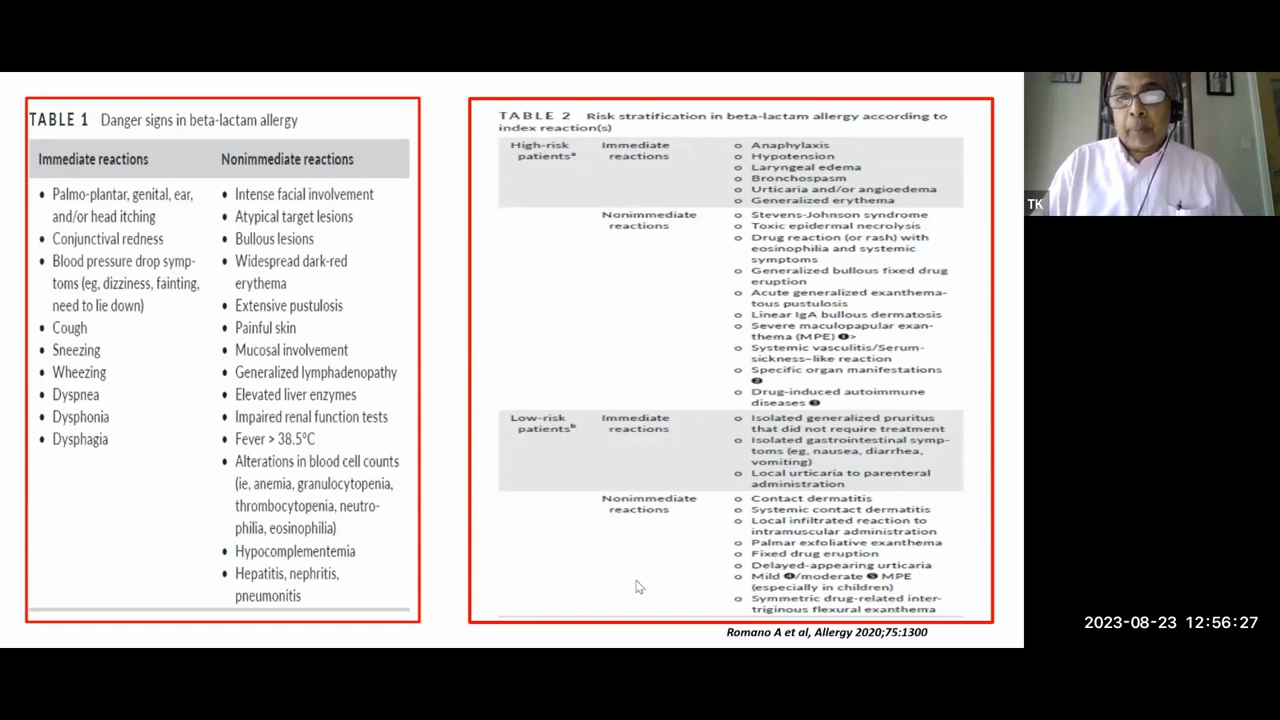 TABLE 1 Danger signs in beta-lactam allergy
Immediate reactions
• Palmo-plantar, genital, ear,
and/or head itching
• Conjunctival redness
• Blood pressure drop symp-
toms (eg, dizziness, fainting,
need to lie down)
• Cough
• Sneezing
• Wheezing
• Dyspnea
• Dysphonia
• Dysphagia
Nonimmediate reactions
• Intense facial involvement
• Atypical target lesions
• Bullous lesions
• Widespread dark-red
erythema
• Extensive pustulosis
• Painful skin
• Mucosal involvement
• Generalized lymphadenopathy
• Elevated liver enzymes
• Impaired renal function tests
• Fever > 38.5°C
• Alterations in blood cell counts
(ie, anemia, granulocytopenia,
thrombocytopenia, neutro-
philia, eosinophilia)
• Hypocomplementemia
• Hepatitis, nephritis,
pneumonitis
TABLE 2 Risk stratification in beta-lactam allergy according to
index reaction(s)
High-risk
patientsᵃ
Immediate
reactions
o Anaphylaxis
o Hypotension
o Laryngeal edema
o Bronchospasm
o Urticaria and/or angioedema
o Generalized erythema
Nonimmediate
reactions
o Stevens-Johnson syndrome
o Toxic epidermal necrolysis
o Drug reaction (or rash) with
eosinophilia and systemic
symptoms
o Generalized bullous fixed drug
eruption
o Acute generalized exanthema-
tous pustulosis
o Linear IgA bullous dermatosis
o Severe maculopapular exan-
thema (MPE) ❶>
o Systemic vasculitis/Serum-
sickness–like reaction
o Specific organ manifestations
❷
o Drug-induced autoimmune
diseases ❸
Low-risk
patientsᵇ
Immediate
reactions
o Isolated generalized pruritus
that did not require treatment
o Isolated gastrointestinal symp-
toms (eg, nausea, diarrhea,
vomiting)
o Local urticaria to parenteral
administration
Nonimmediate
reactions
o Contact dermatitis
o Systemic contact dermatitis
o Local infiltrated reaction to
intramuscular administration
o Palmar exfoliative exanthema
o Fixed drug eruption
o Delayed-appearing urticaria
o Mild ❹/moderate ❺ MPE
(especially in children)
o Symmetric drug-related inter-
triginous flexural exanthema
Romano A et al, Allergy 2020;75:1300
TK
2023-08-23 12:56:27